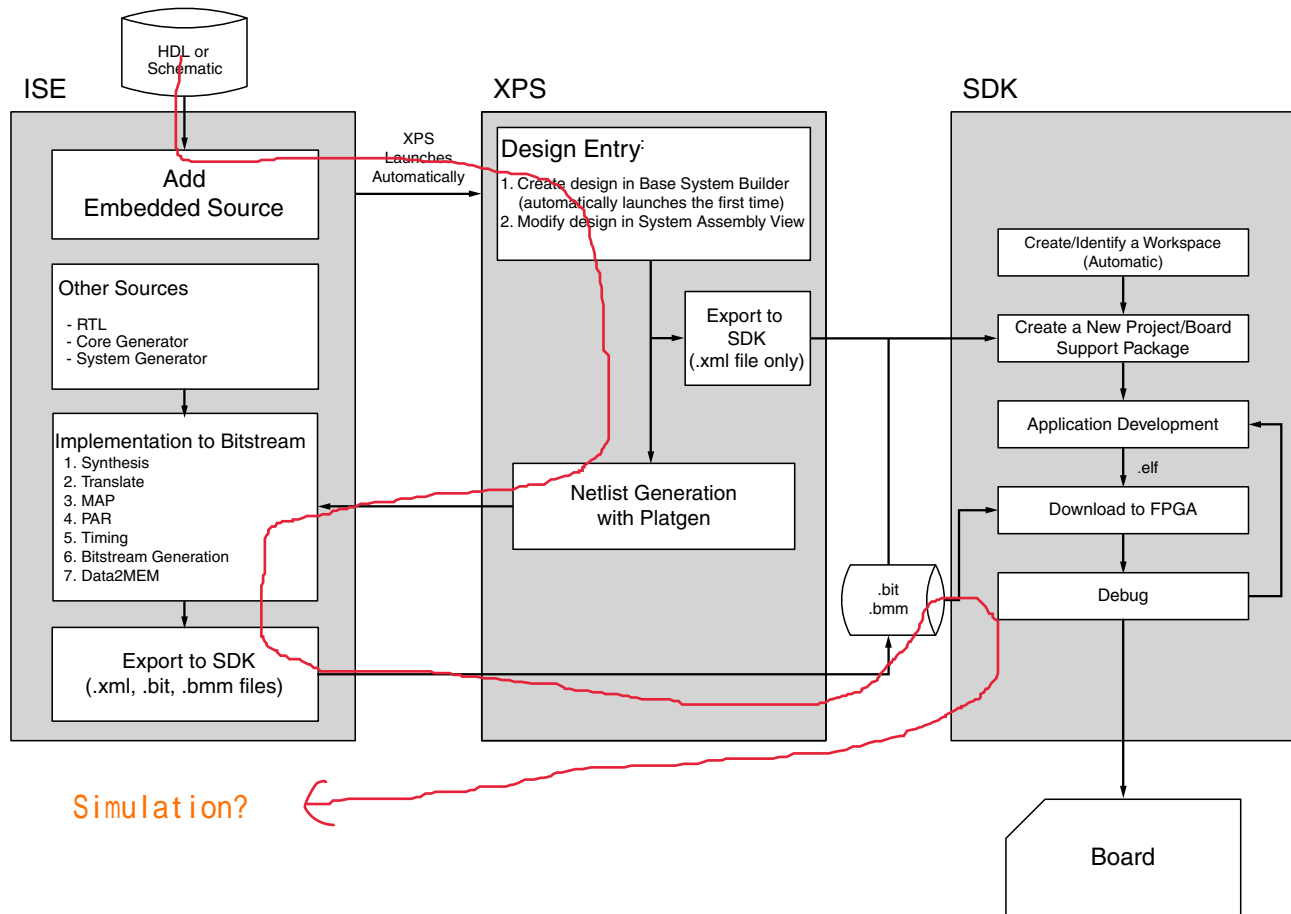 HDL or
Schematic
ISE
XPS
SDK
Add
Embedded Source
XPS
Launches
Automatically
Design Entry:
1. Create design in Base System Builder
(automatically launches the first time)
2. Modify design in System Assembly View
Other Sources
- RTL
- Core Generator
- System Generator
Export to
SDK
(.xml file only)
Create/Identify a Workspace
(Automatic)
Create a New Project/Board
Support Package
Application Development
.elf
Implementation to Bitstream
1. Synthesis
2. Translate
3. MAP
4. PAR
5. Timing
6. Bitstream Generation
7. Data2MEM
Netlist Generation
with Platgen
Download to FPGA
.bit
.bmm
Debug
Export to SDK
(.xml, .bit, .bmm files)
Simulation?
Board